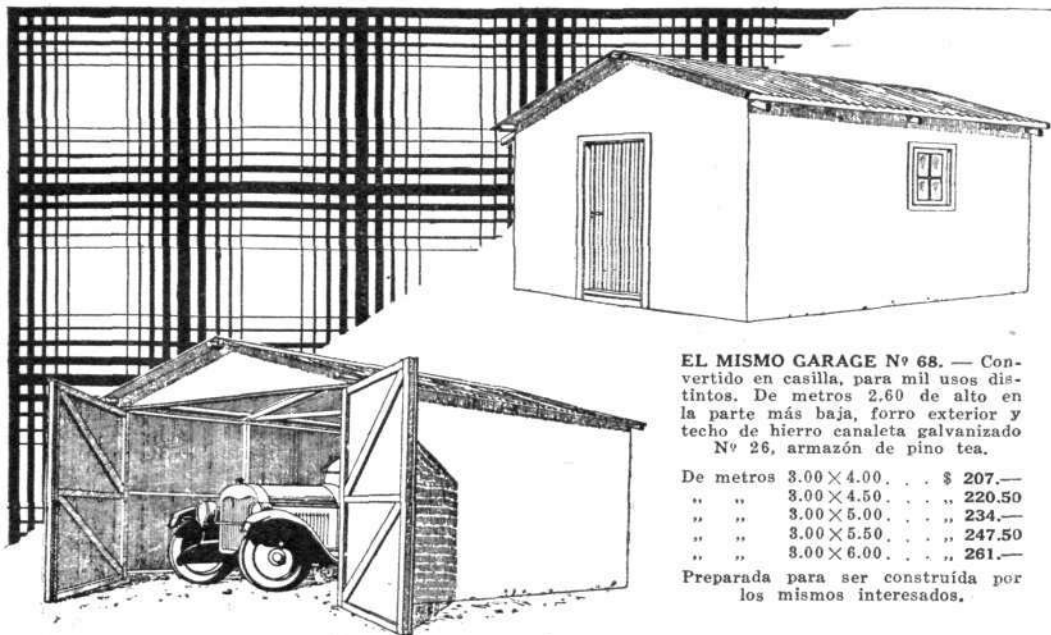 EL MISMO GARAGE Nº 68. — Con-
vertido en casilla, para mil usos dis-
tintos. De metros 2.60 de alto en
la parte más baja, forro exterior y
techo de hierro canaleta galvanizado
Nº 26, armazón de pino tea.
De metros 3.00 × 4.00 . . . $ 207.—
„ „ 3.00 × 4.50 . . . „ 220.50
„ „ 3.00 × 5.00 . . . „ 234.—
„ „ 3.00 × 5.50 . . . „ 247.50
„ „ 3.00 × 6.00 . . . „ 261.—
Preparada para ser construída por
los mismos interesados.